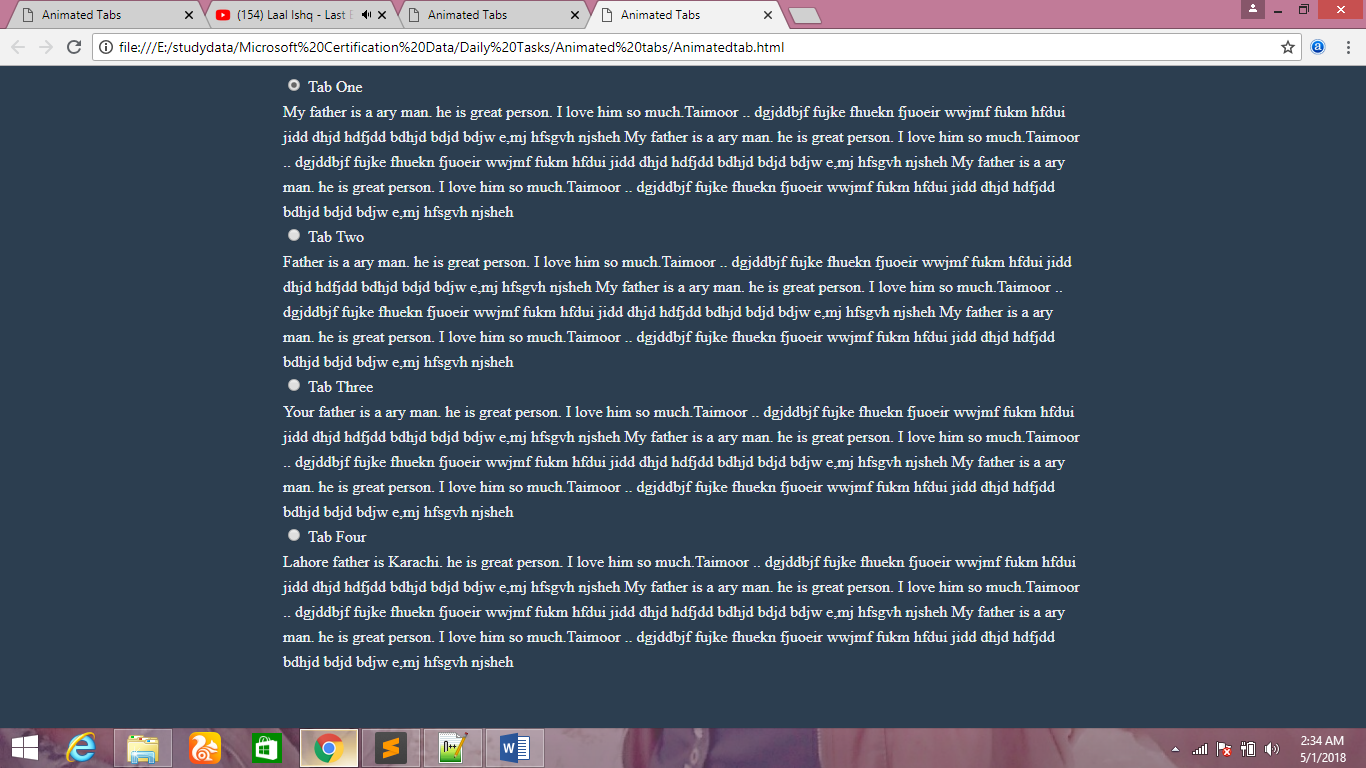 Animated Tabs
(154) Laal Ishq - Last E
Animated Tabs
Animated Tabs
file:///E:/studydata/Microsoft%20Certification%20Data/Daily%20Tasks/Animated%20tabs/Animatedtab.html
Tab One
My father is a ary man. he is great person. I love him so much.Taimoor .. dgjddbjf fujke fhuekn fjuoeir wwjmf fukm hfdui
jidd dhjd hdfjdd bdhjd bdjd bdjw e,mj hfsgvh njsheh My father is a ary man. he is great person. I love him so much.Taimoor
.. dgjddbjf fujke fhuekn fjuoeir wwjmf fukm hfdui jidd dhjd hdfjdd bdhjd bdjd bdjw e,mj hfsgvh njsheh My father is a ary
man. he is great person. I love him so much.Taimoor .. dgjddbjf fujke fhuekn fjuoeir wwjmf fukm hfdui jidd dhjd hdfjdd
bdhjd bdjd bdjw e,mj hfsgvh njsheh
Tab Two
Father is a ary man. he is great person. I love him so much.Taimoor .. dgjddbjf fujke fhuekn fjuoeir wwjmf fukm hfdui jidd
dhjd hdfjdd bdhjd bdjd bdjw e,mj hfsgvh njsheh My father is a ary man. he is great person. I love him so much.Taimoor ..
dgjddbjf fujke fhuekn fjuoeir wwjmf fukm hfdui jidd dhjd hdfjdd bdhjd bdjd bdjw e,mj hfsgvh njsheh My father is a ary
man. he is great person. I love him so much.Taimoor .. dgjddbjf fujke fhuekn fjuoeir wwjmf fukm hfdui jidd dhjd hdfjdd
bdhjd bdjd bdjw e,mj hfsgvh njsheh
Tab Three
Your father is a ary man. he is great person. I love him so much.Taimoor .. dgjddbjf fujke fhuekn fjuoeir wwjmf fukm hfdui
jidd dhjd hdfjdd bdhjd bdjd bdjw e,mj hfsgvh njsheh My father is a ary man. he is great person. I love him so much.Taimoor
.. dgjddbjf fujke fhuekn fjuoeir wwjmf fukm hfdui jidd dhjd hdfjdd bdhjd bdjd bdjw e,mj hfsgvh njsheh My father is a ary
man. he is great person. I love him so much.Taimoor .. dgjddbjf fujke fhuekn fjuoeir wwjmf fukm hfdui jidd dhjd hdfjdd
bdhjd bdjd bdjw e,mj hfsgvh njsheh
Tab Four
Lahore father is Karachi. he is great person. I love him so much.Taimoor .. dgjddbjf fujke fhuekn fjuoeir wwjmf fukm hfdui
jidd dhjd hdfjdd bdhjd bdjd bdjw e,mj hfsgvh njsheh My father is a ary man. he is great person. I love him so much.Taimoor
.. dgjddbjf fujke fhuekn fjuoeir wwjmf fukm hfdui jidd dhjd hdfjdd bdhjd bdjd bdjw e,mj hfsgvh njsheh My father is a ary
man. he is great person. I love him so much.Taimoor .. dgjddbjf fujke fhuekn fjuoeir wwjmf fukm hfdui jidd dhjd hdfjdd
bdhjd bdjd bdjw e,mj hfsgvh njsheh
2:34 AM
5/1/2018